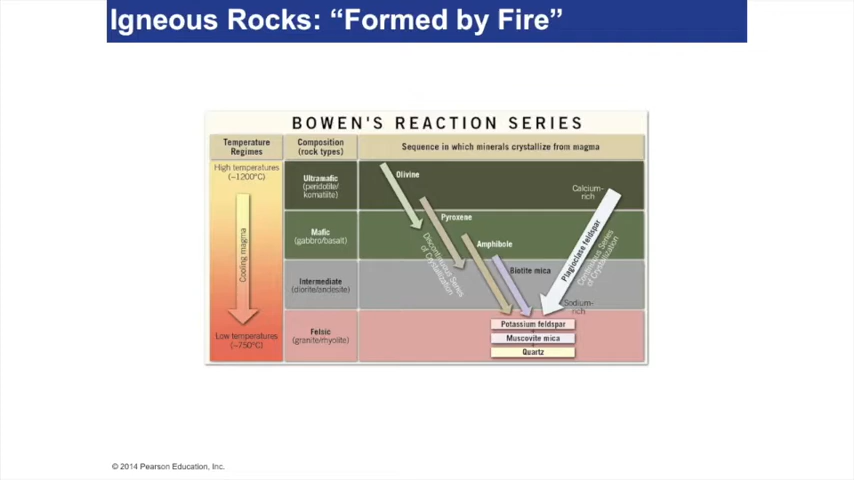 Igneous Rocks: “Formed by Fire”
BOWEN'S REACTION SERIES
Temperature
Regimes
Composition
(rock types)
Sequence in which minerals crystallize from magma
High temperatures
(~1200°C)
Cooling magma
Low temperatures
(~750°C)
Ultramafic
(peridotite/
komatiite)
Mafic
(gabbro/basalt)
Intermediate
(diorite/andesite)
Felsic
(granite/rhyolite)
Olivine
Pyroxene
Amphibole
Biotite mica
Discontinuous Series
of Crystallization
Calcium-
rich
Plagioclase feldspar
Continuous Series
of Crystallization
Sodium-
rich
Potassium feldspar
Muscovite mica
Quartz
© 2014 Pearson Education, Inc.